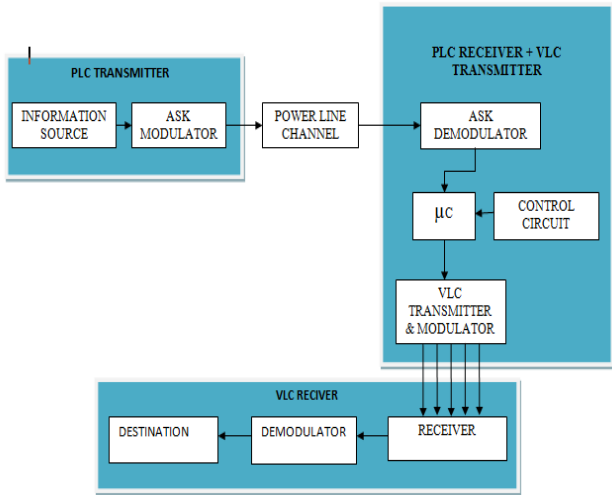 PLC TRANSMITTER
INFORMATION
SOURCE
ASK
MODULATOR
POWER LINE
CHANNEL
PLC RECEIVER + VLC
TRANSMITTER
ASK
DEMODULATOR
μC
CONTROL
CIRCUIT
VLC
TRANSMITTER
& MODULATOR
VLC RECIVER
DESTINATION
DEMODULATOR
RECEIVER